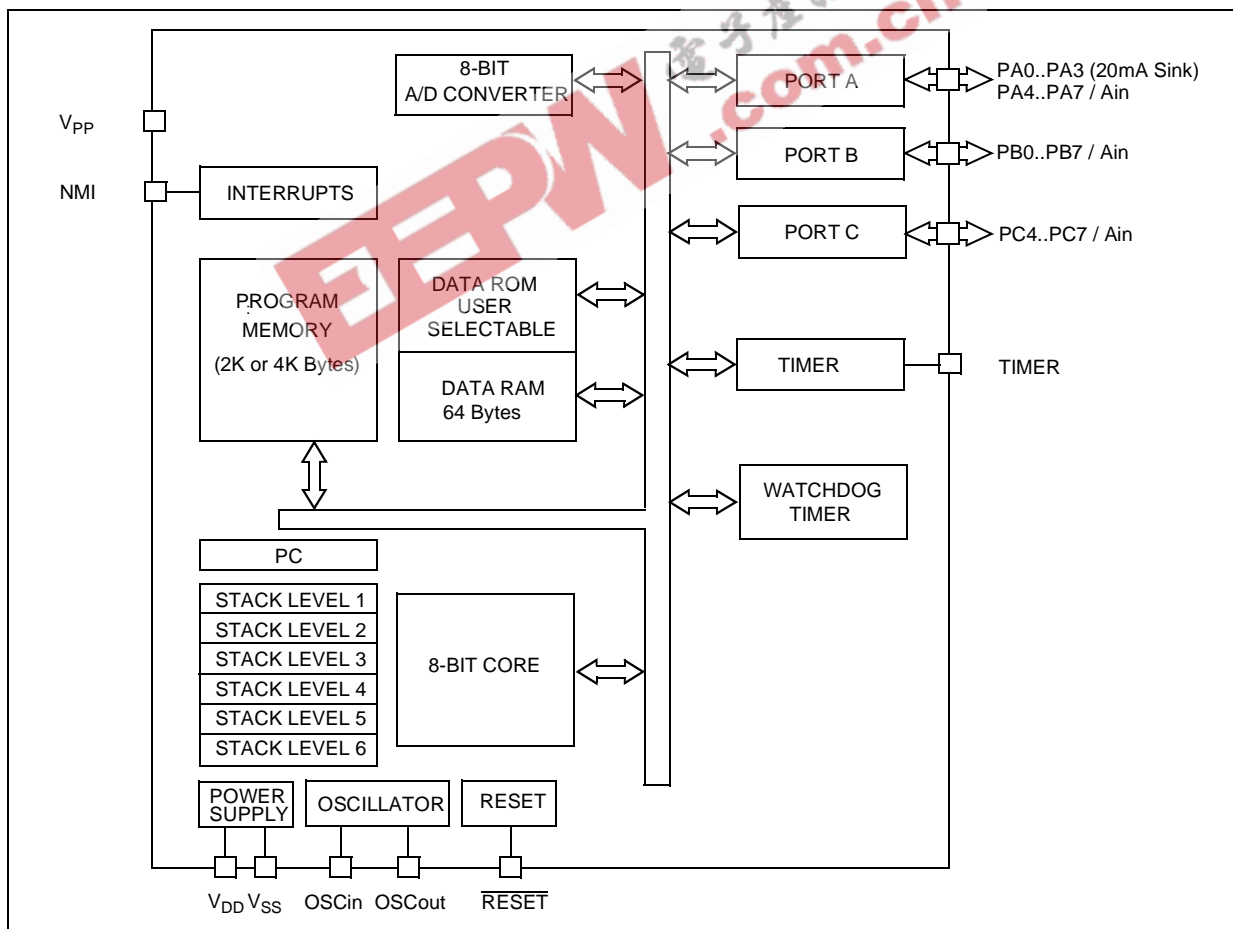 電子產
.com.cn
EEPW
8-BIT
A/D CONVERTER
PORT A
PA0..PA3 (20mA Sink)
PA4..PA7 / Ain
VPP
PORT B
PB0..PB7 / Ain
NMI
INTERRUPTS
PORT C
PC4..PC7 / Ain
PROGRAM
MEMORY
(2K or 4K Bytes)
DATA ROM
USER
SELECTABLE
DATA RAM
64 Bytes
TIMER
TIMER
WATCHDOG
TIMER
PC
STACK LEVEL 1
STACK LEVEL 2
STACK LEVEL 3
STACK LEVEL 4
STACK LEVEL 5
STACK LEVEL 6
8-BIT CORE
POWER
SUPPLY
OSCILLATOR
RESET
VDD VSS
OSCin OSCout
RESET